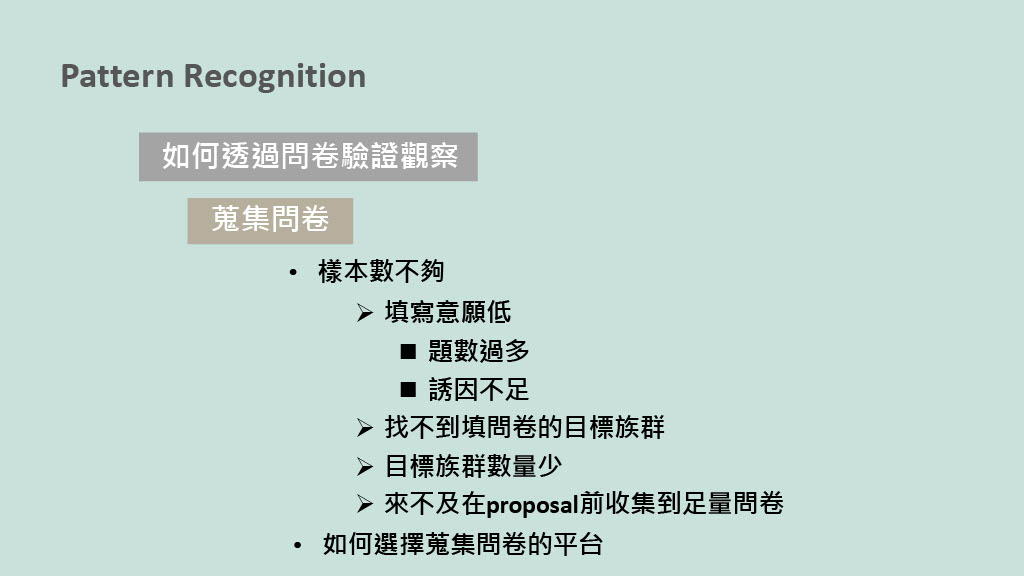 Pattern Recognition
如何透過問卷驗證觀察
蒐集問卷
• 樣本數不夠
➢ 填寫意願低
■ 題數過多
■ 誘因不足
➢ 找不到填問卷的目標族群
➢ 目標族群數量少
➢ 來不及在proposal前收集到足量問卷
• 如何選擇蒐集問卷的平台